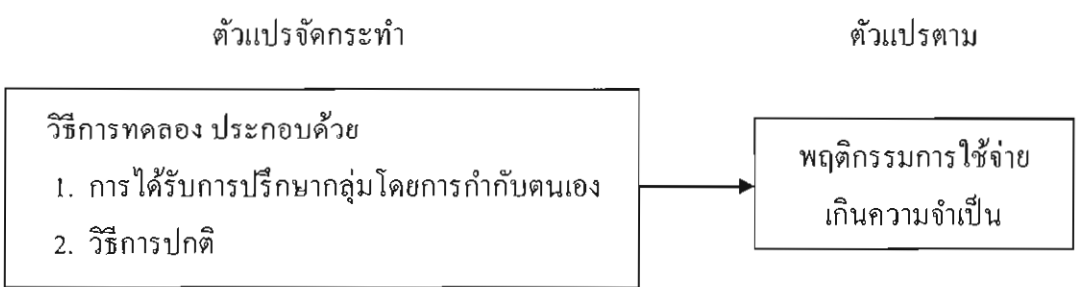 ตัวแปรจัดกระทำ
ตัวแปรตาม
วิธีการทดลอง ประกอบด้วย
1. การได้รับการปรึกษากลุ่มโดยการกำกับตนเอง
2. วิธีการปกติ
พฤติกรรมการใช้จ่าย
เกินความจำเป็น